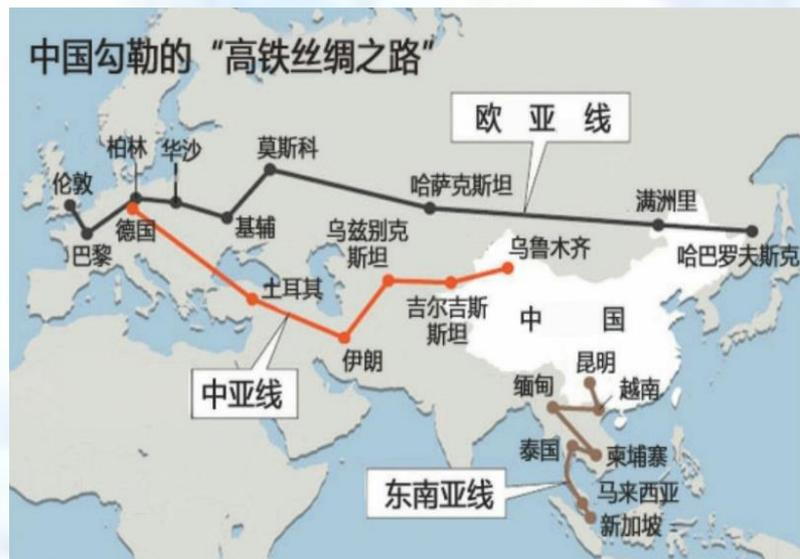 中国勾勒的“高铁丝绸之路”
欧亚线
柏林
华沙
莫斯科
伦敦
哈萨克斯坦
满洲里
巴黎
德国
基辅
乌兹别克
斯坦
乌鲁木齐
哈巴罗夫斯克
土耳其
吉尔吉斯
斯坦
中国
伊朗
昆明
中亚线
缅甸
越南
泰国
柬埔寨
东南亚线
马来西亚
新加坡